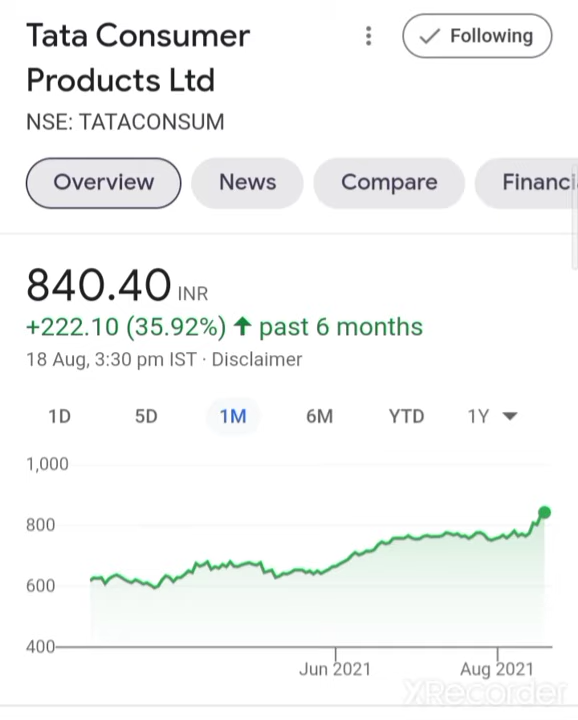 Tata Consumer
Products Ltd
Following
NSE: TATACONSUM
Overview
News
Compare
Financi
840.40 INR
+222.10 (35.92%) ↑ past 6 months
18 Aug, 3:30 pm IST · Disclaimer
1D 5D 1M 6M YTD 1Y
1,000
800
600
400
Jun 2021 Aug 2021
XRecorder